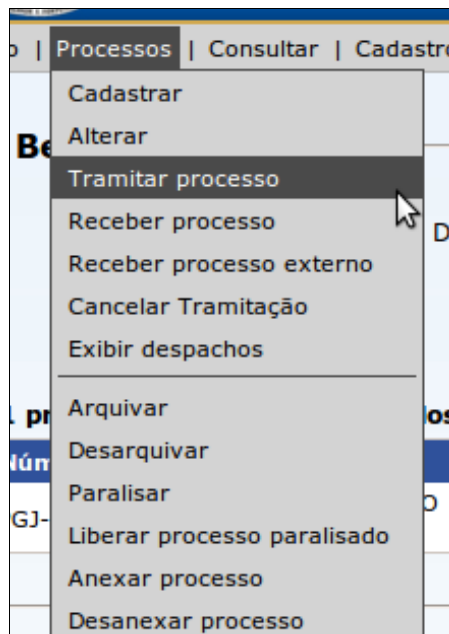 | Processos | Consultar | Cadastro
Cadastrar
Alterar
Tramitar processo
Receber processo
Receber processo externo
Cancelar Tramitação
Exibir despachos
Arquivar
Desarquivar
Paralisar
Liberar processo paralisado
Anexar processo
Desanexar processo